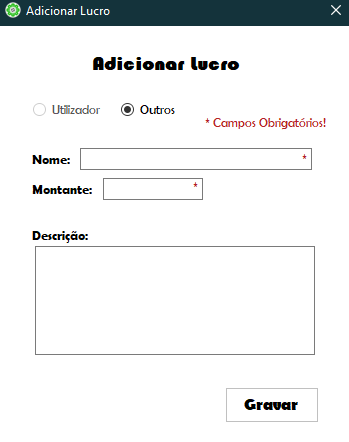 Adicionar Lucro
Adicionar Lucro
Utilizador Outros
* Campos Obrigatórios!
Nome: *
Montante: *
Descrição:
Gravar